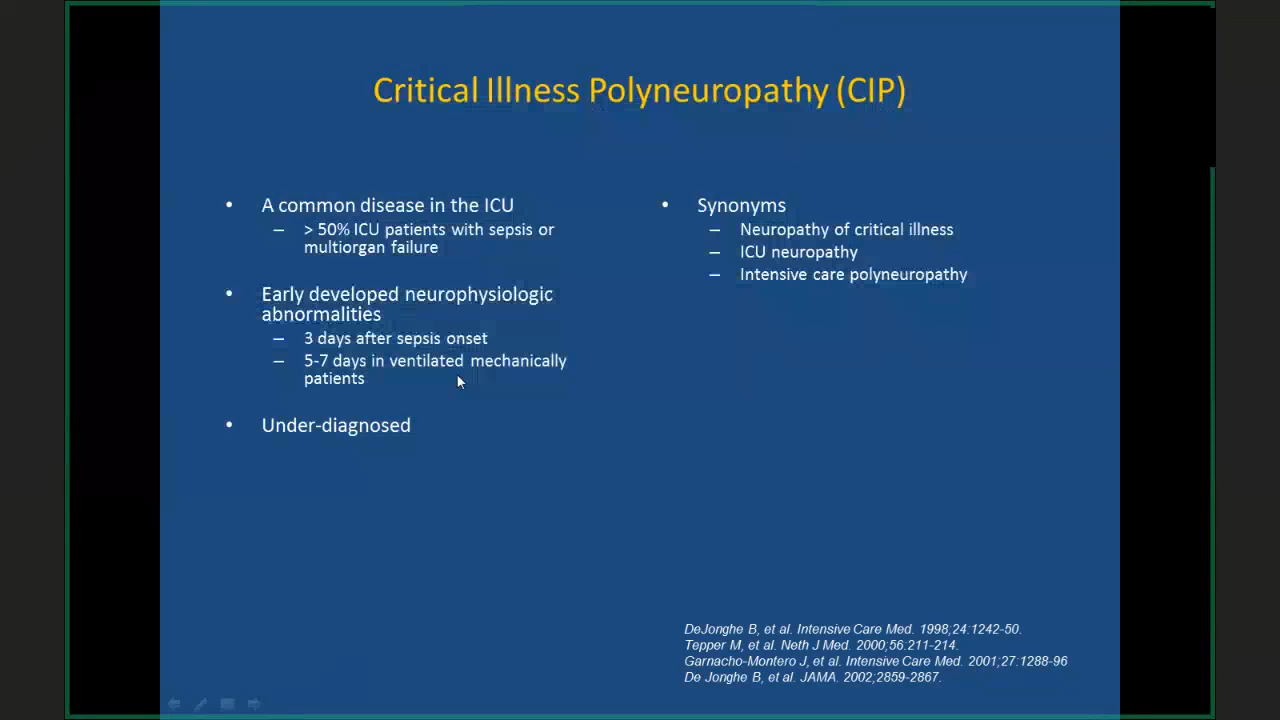 Critical Illness Polyneuropathy (CIP)
• A common disease in the ICU
– > 50% ICU patients with sepsis or
multiorgan failure
• Early developed neurophysiologic
abnormalities
– 3 days after sepsis onset
– 5-7 days in ventilated mechanically
patients
• Under-diagnosed
• Synonyms
– Neuropathy of critical illness
– ICU neuropathy
– Intensive care polyneuropathy
DeJonghe B, et al. Intensive Care Med. 1998;24:1242-50.
Tepper M, et al. Neth J Med. 2000;56:211-214.
Garnacho-Montero J, et al. Intensive Care Med. 2001;27:1288-96
De Jonghe B, et al. JAMA. 2002,2859-2867.